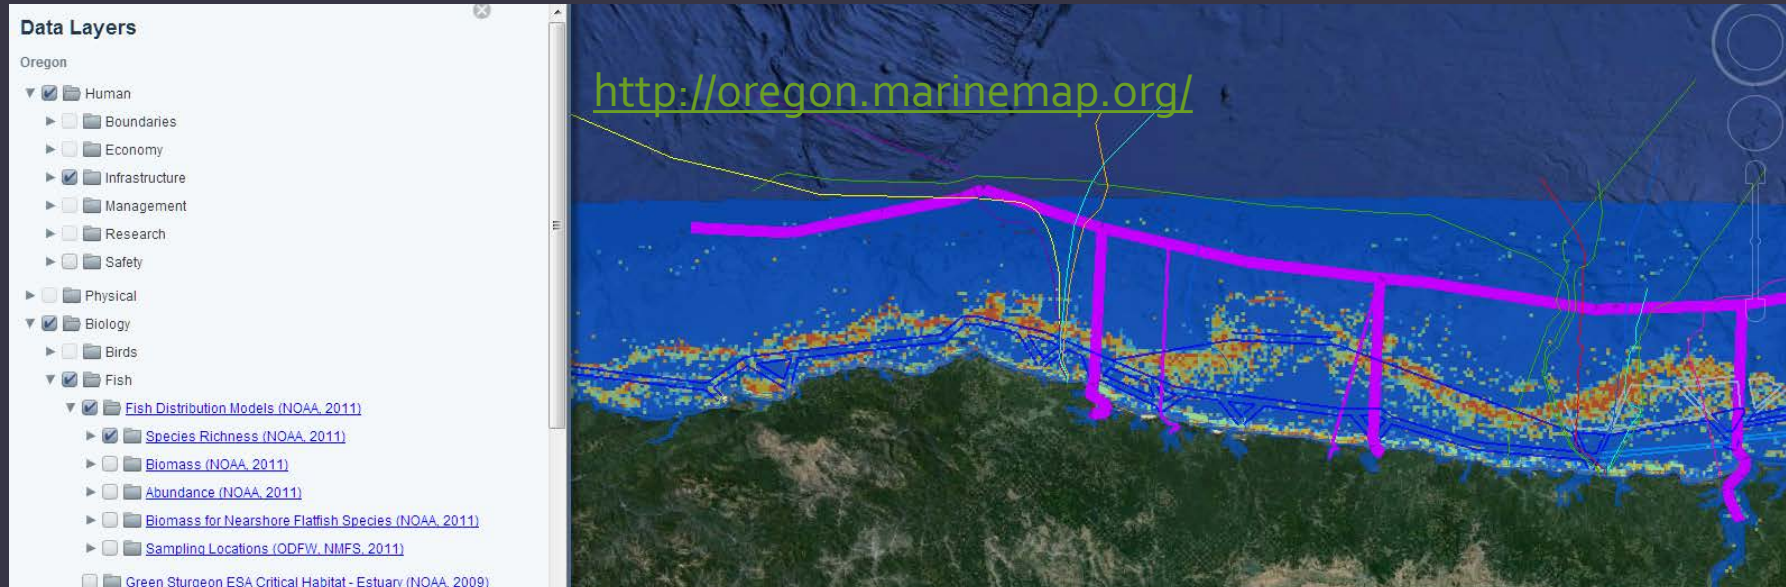 Data Layers
Oregon
Human
Boundaries
Economy
Infrastructure
Management
Research
Safety
Physical
Biology
Birds
Fish
Fish Distribution Models (NOAA, 2011)
Species Richness (NOAA, 2011)
Biomass (NOAA, 2011)
Abundance (NOAA, 2011)
Biomass for Nearshore Flatfish Species (NOAA, 2011)
Sampling Locations (ODFW, NMFS, 2011)
Green Sturgeon ESA Critical Habitat - Estuary (NOAA, 2009)
http://oregon.marinemap.org/